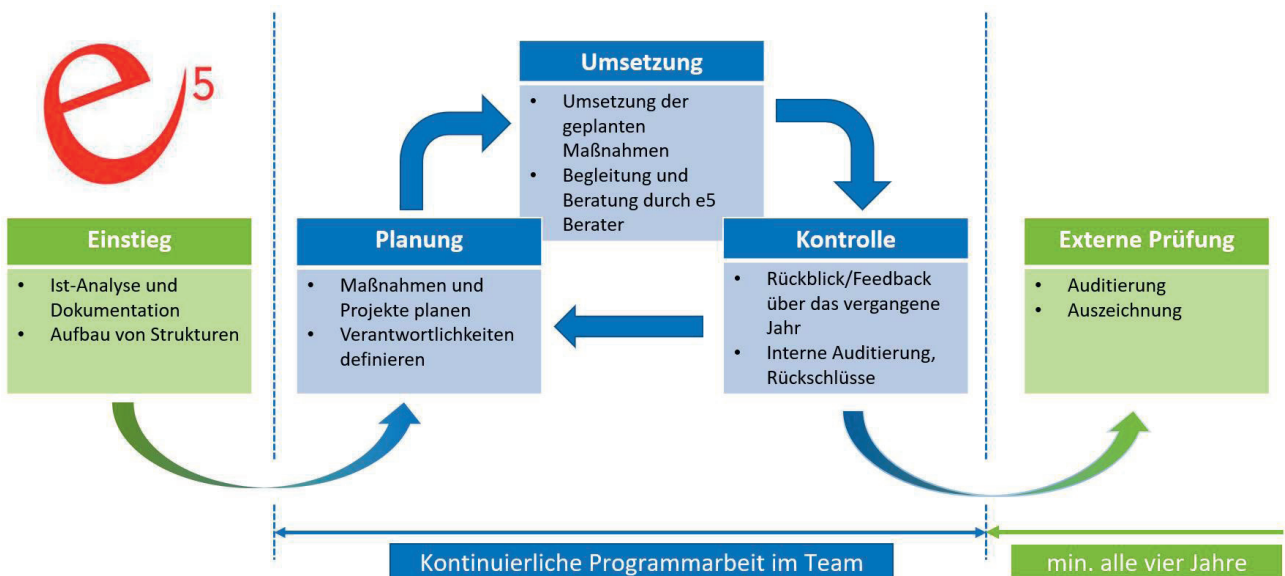 e5
Einstieg
• Ist-Analyse und
Dokumentation
• Aufbau von Strukturen
Planung
• Maßnahmen und
Projekte planen
• Verantwortlichkeiten
definieren
Umsetzung
• Umsetzung der
geplanten
Maßnahmen
• Begleitung und
Beratung durch e5
Berater
Kontrolle
• Rückblick/Feedback
über das vergangene
Jahr
• Interne Auditierung,
Rückschlüsse
Externe Prüfung
• Auditierung
• Auszeichnung
Kontinuierliche Programmarbeit im Team
min. alle vier Jahre